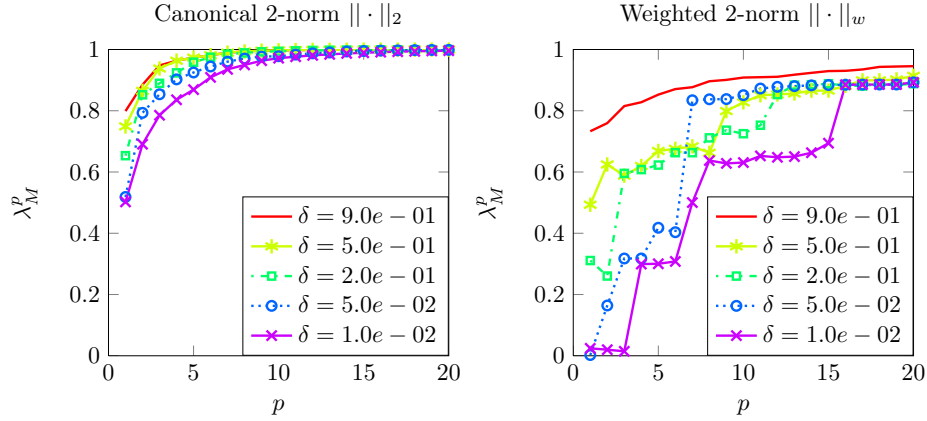 Canonical 2-norm || · ||₂
1
0.8
0.6
0.4
0.2
0
λ_M^p
0 5 10 15 20
p
δ = 9.0e − 01
δ = 5.0e − 01
δ = 2.0e − 01
δ = 5.0e − 02
δ = 1.0e − 02
Weighted 2-norm || · ||_w
1
0.8
0.6
0.4
0.2
0
λ_M^p
0 5 10 15 20
p
δ = 9.0e − 01
δ = 5.0e − 01
δ = 2.0e − 01
δ = 5.0e − 02
δ = 1.0e − 02